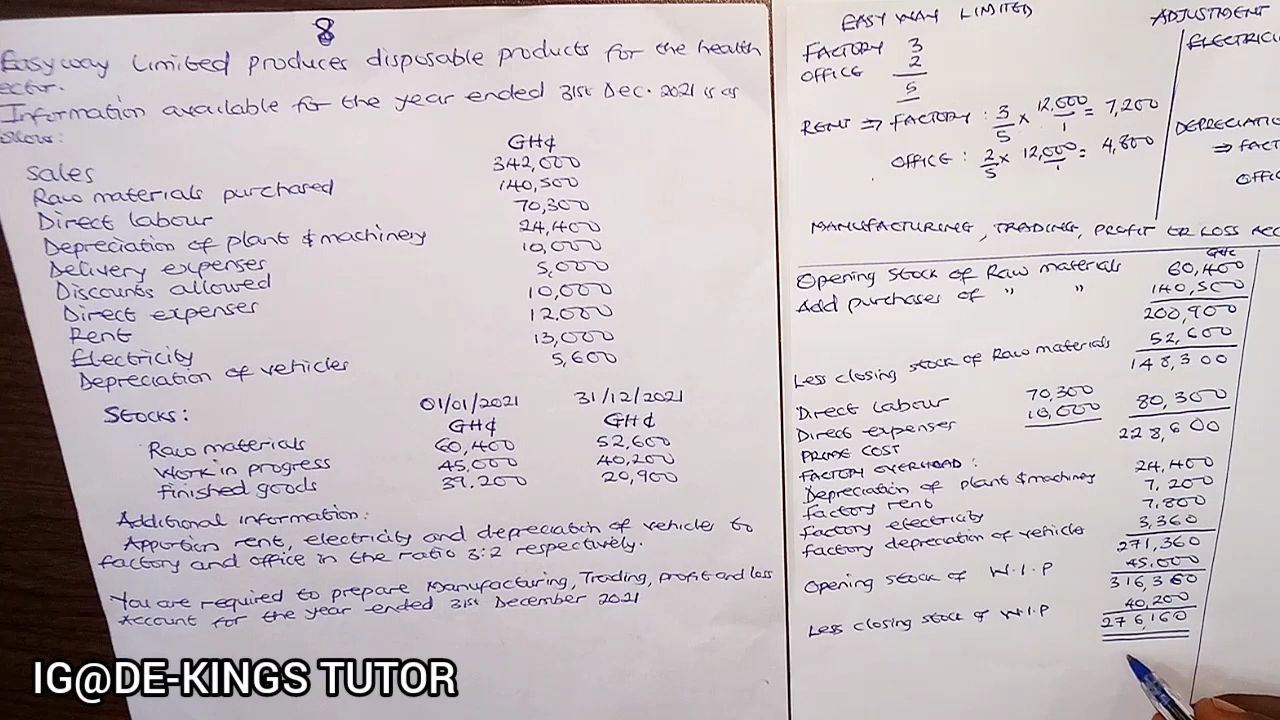 8
Easyway Limited produces disposable products for the health
ector.
Information available for the year ended 31st Dec. 2021 is as
ollow:
GH¢
Sales 342,000
Raw materials purchased 140,500
Direct labour 70,300
Depreciation of plant & machinery 24,400
Delivery expenses 10,000
Discounts allowed 5,000
Direct expenses 10,000
Rent 12,000
Electricity 13,000
Depreciation of vehicles 5,600
Stocks: 01/01/2021 31/12/2021
GH¢ GH¢
Raw materials 60,400 52,600
Work in progress 45,000 40,200
Finished goods 39.200 20,900
Additional information:
Apportion rent, electricity and depreciation of vehicles to
factory and office in the ratio 3:2 respectively.
You are required to prepare Manufacturing, Trading, profit and loss
Account for the year ended 31st December 2021
IG@DE-KINGS TUTOR
EASY WAY LIMITED
FACTORY 3
OFFICE 2
5
RENT ⇒ FACTORY : 3/5 × 12,000/1 = 7,200
OFFICE : 2/5 × 12,000/1 = 4,800
ADJUSTMENT
ELECTRICI
DEPRECIATIO
⇒ FACT
OFFIC
MANUFACTURING, TRADING, PROFIT OR LOSS ACC
GH¢
Opening stock of Raw materials 60,400
Add purchases of " " 140,500
200,900
Less closing stock of Raw materials 52,600
148,300
Direct labour 70,300
Direct expenses 10,000 80,300
PRIME COST 228,600
FACTORY OVERHEAD:
Depreciation of plant & machinery 24,400
factory rent 7,200
factory electricity 7,800
factory depreciation of vehicle 3,360
271,360
Opening stock of W.I.P 45,000
316,360
Less closing stock of W.I.P 40,200
276,160